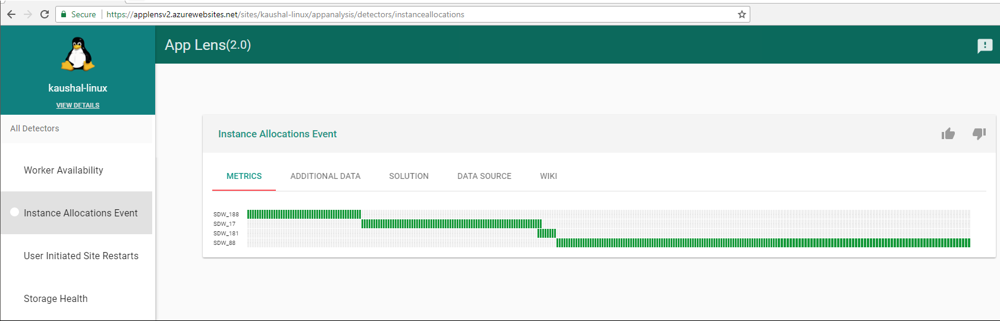 Secure https://applensv2.azurewebsites.net/sites/kaushal-linux/appanalysis/detectors/instanceallocations
App Lens(2.0)
kaushal-linux
VIEW DETAILS
All Detectors
Worker Availability
Instance Allocations Event
User Initiated Site Restarts
Storage Health
Instance Allocations Event
METRICS ADDITIONAL DATA SOLUTION DATA SOURCE WIKI
SDW_188
SDW_17
SDW_181
SDW_88